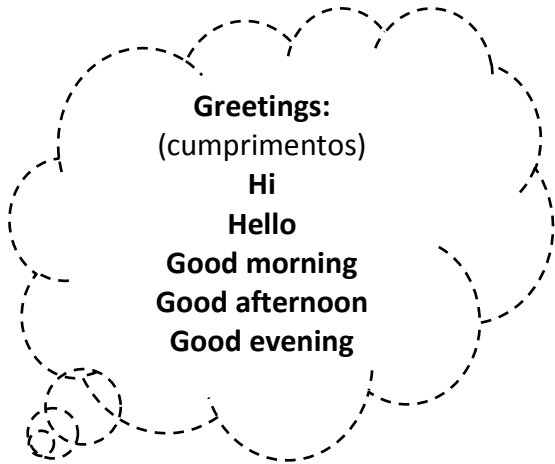 Greetings:
(cumprimentos)
Hi
Hello
Good morning
Good afternoon
Good evening